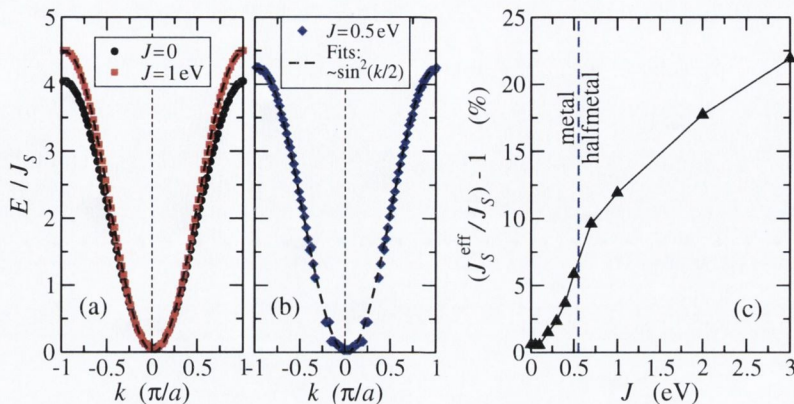 5
4
3
2
1
0
E / J_S
J = 0
J = 1 eV
(a)
-1 -0.5 0 0.5 1
k (π/a)
J = 0.5 eV
Fits:
~sin²(k/2)
(b)
-1 -0.5 0 0.5 1
k (π/a)
25
20
15
10
5
0
(J_S^eff / J_S) - 1 (%)
metal
halfmetal
(c)
0 0.5 1 1.5 2 2.5 3
J (eV)